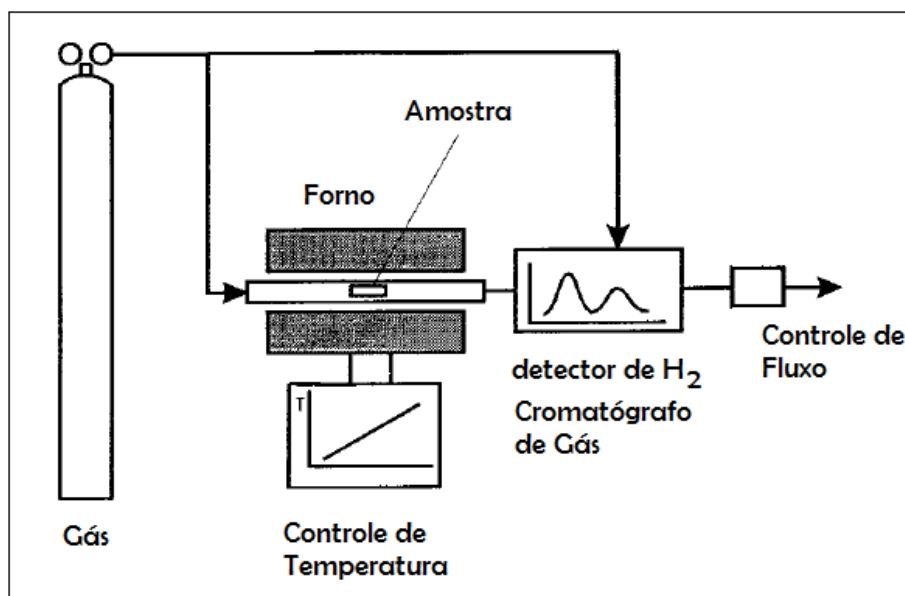 Amostra
Forno
detector de H₂
Cromatógrafo
de Gás
Controle de
Fluxo
T
Gás
Controle de
Temperatura